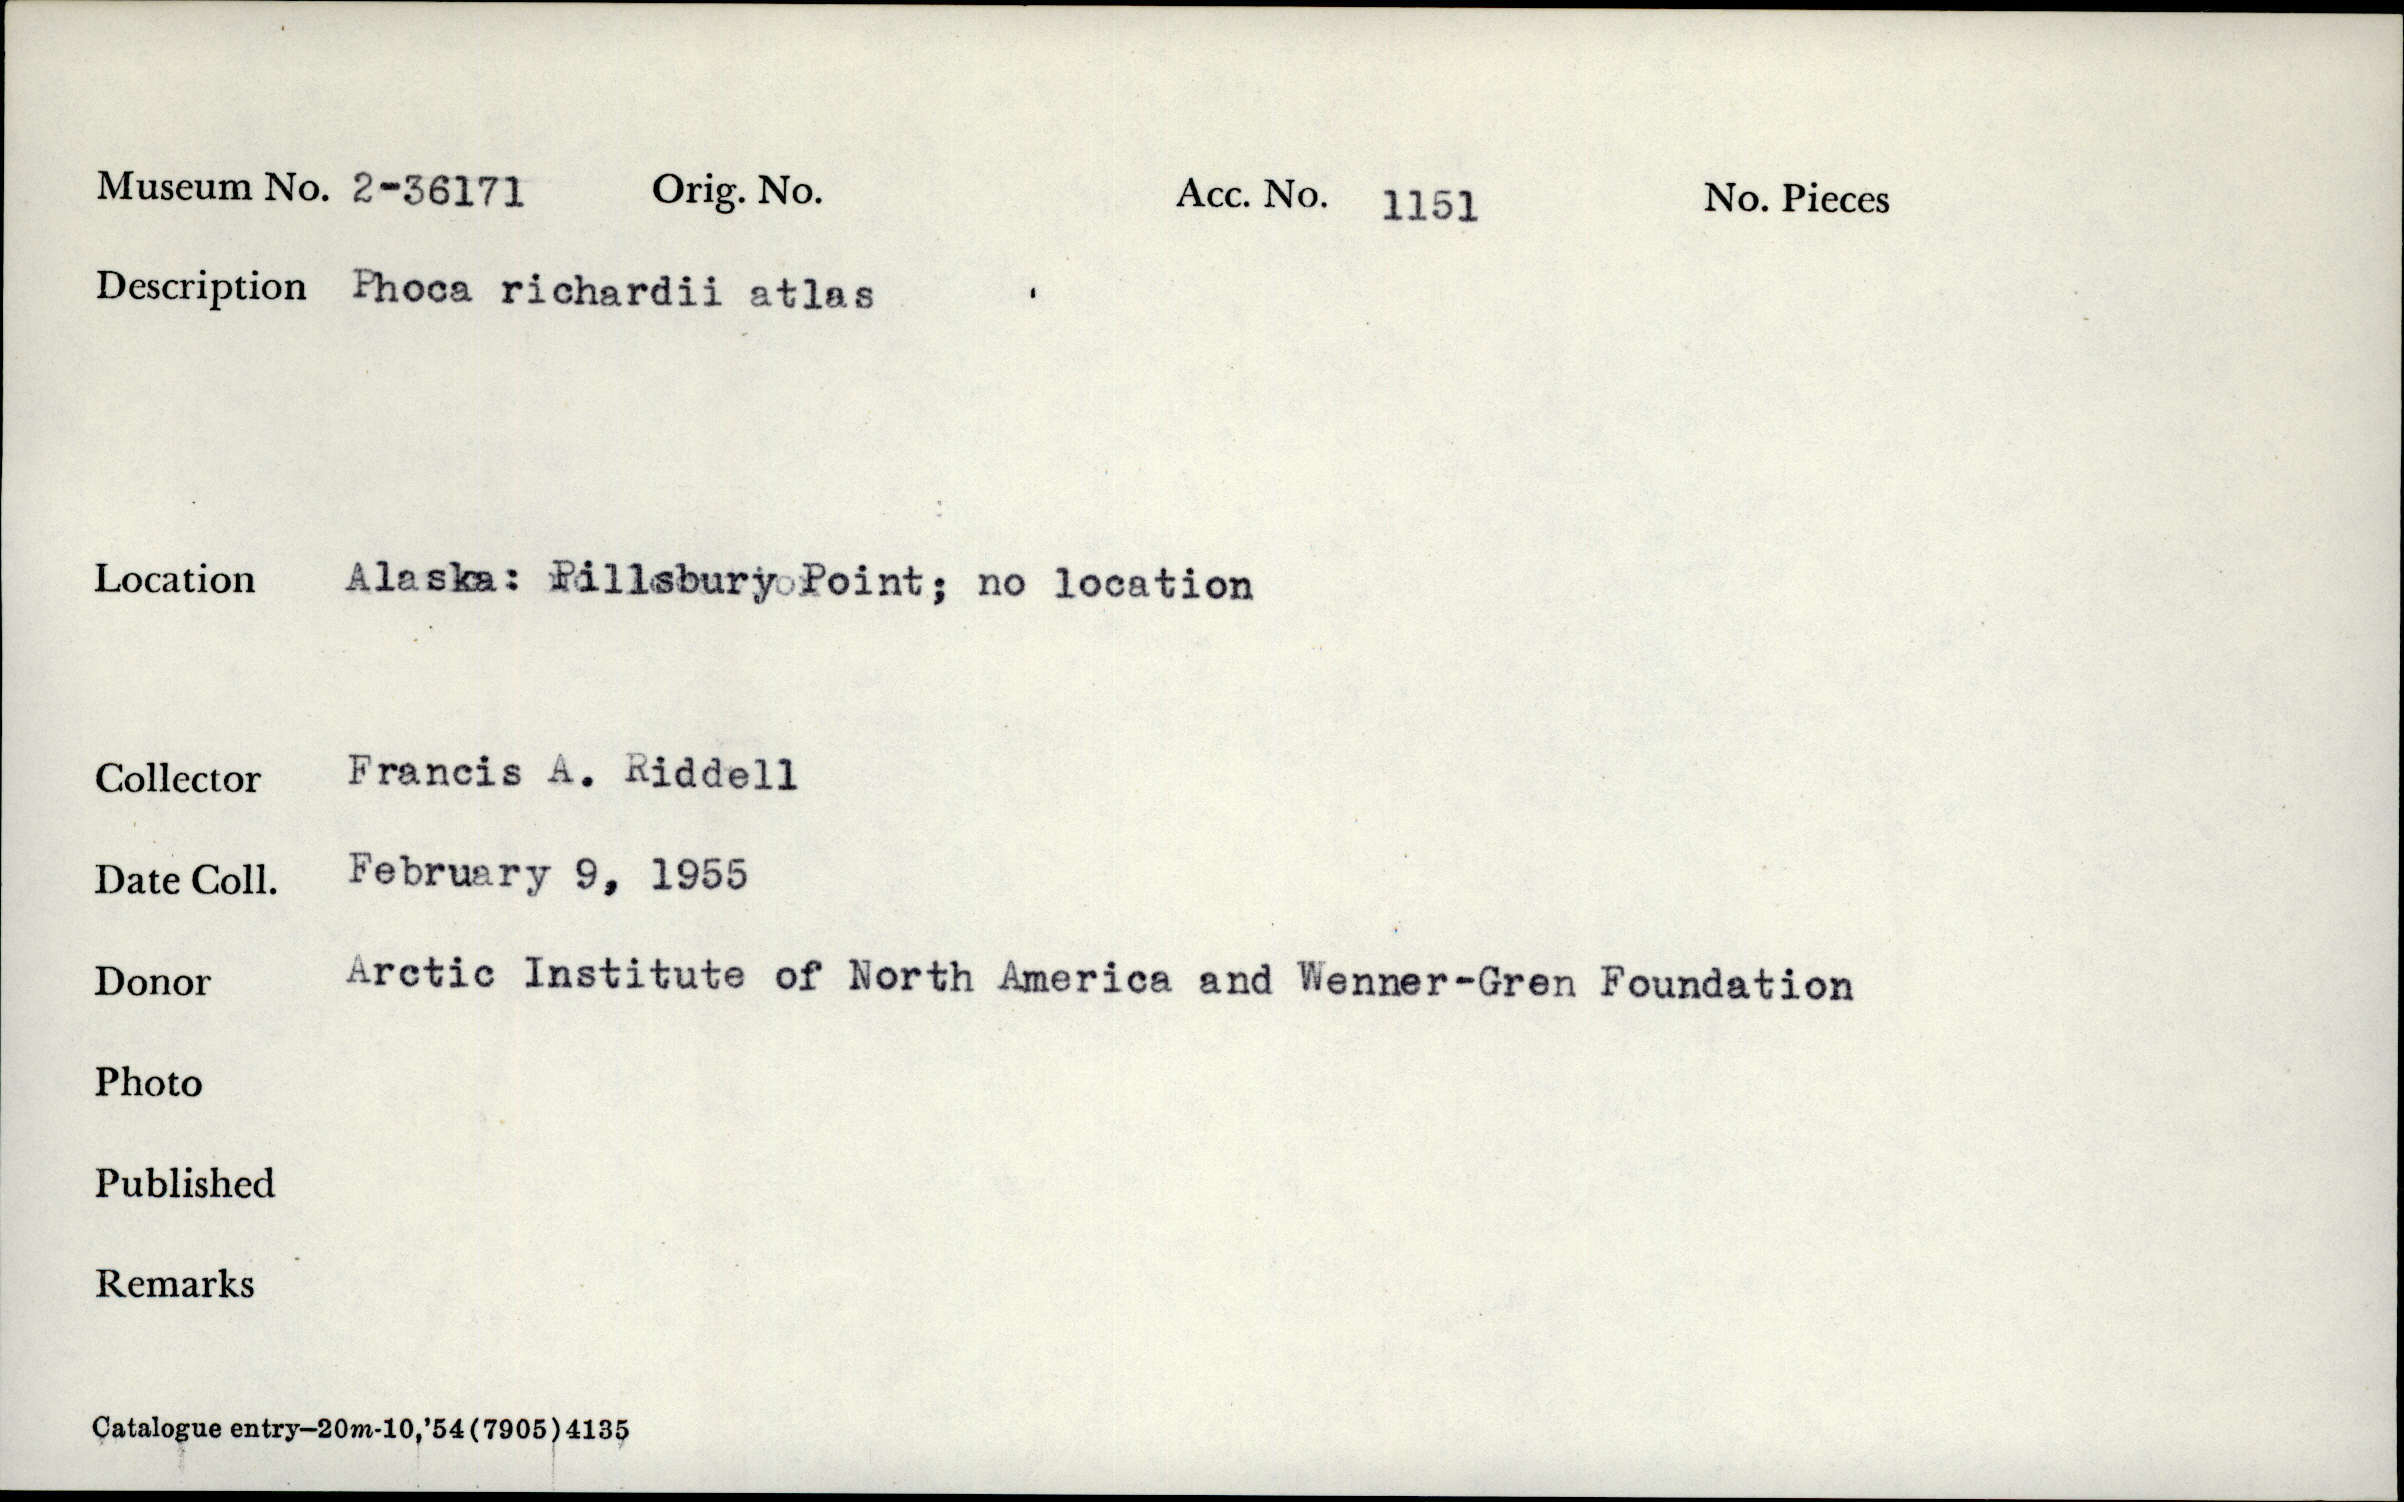 Museum No. 2-36171 Orig. No. Acc. No. 1151 No. Pieces
Description Phoca richardii atlas
Location Alaska: Pillsbury Point; no location
Collector Francis A. Riddell
Date Coll. February 9, 1955
Donor Arctic Institute of North America and Wenner-Gren Foundation
Photo
Published
Remarks
Catalogue entry—20m-10,'54(7905)4135